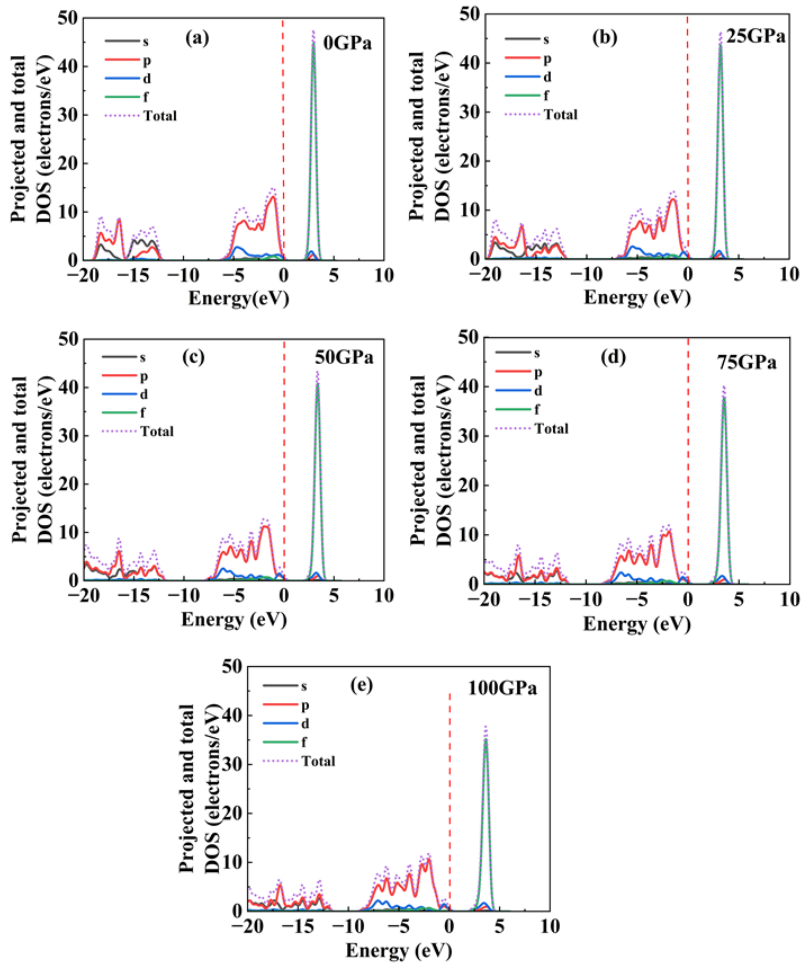 (a)
0GPa
s
p
d
f
Total
50
40
30
20
10
0
Projected and total
DOS (electrons/eV)
−20 −15 −10 −5 0 5 10
Energy(eV)
(b)
25GPa
s
p
d
f
Total
50
40
30
20
10
0
Projected and total
DOS (electrons/eV)
−20 −15 −10 −5 0 5 10
Energy (eV)
(c)
50GPa
s
p
d
f
Total
50
40
30
20
10
0
Projected and total
DOS (electrons/eV)
−20 −15 −10 −5 0 5 10
Energy (eV)
(d)
75GPa
s
p
d
f
Total
50
40
30
20
10
0
Projected and total
DOS (electrons/eV)
−20 −15 −10 −5 0 5 10
Energy (eV)
(e)
100GPa
s
p
d
f
Total
50
40
30
20
10
0
Projected and total
DOS (electrons/eV)
−20 −15 −10 −5 0 5 10
Energy (eV)